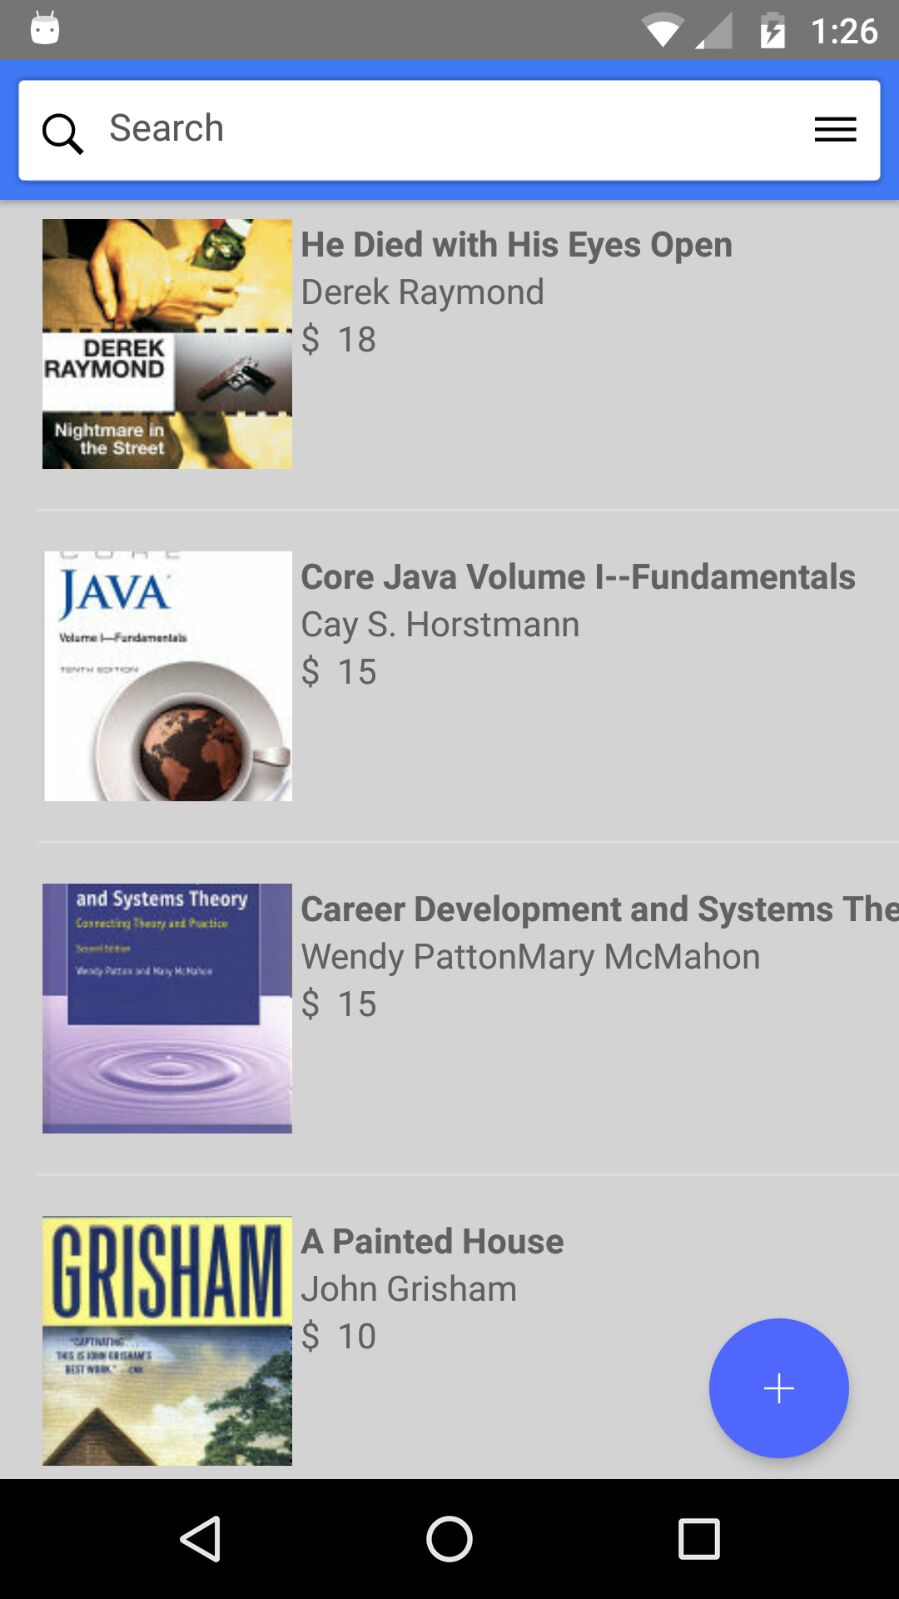 1:26
Search
He Died with His Eyes Open
Derek Raymond
$ 18
DEREK
RAYMOND
Nightmare in
the Street
Core Java Volume I--Fundamentals
Cay S. Horstmann
$ 15
CORE
JAVA
Volume I—Fundamentals
TENTH EDITION
Career Development and Systems The
Wendy PattonMary McMahon
$ 15
and Systems Theory
Connecting Theory and Practice
Second Edition
Wendy Patton and Mary McMahon
A Painted House
John Grisham
$ 10
GRISHAM
"CAPTIVATING . . .
THIS IS JOHN GRISHAM'S
BEST WORK." —CNN